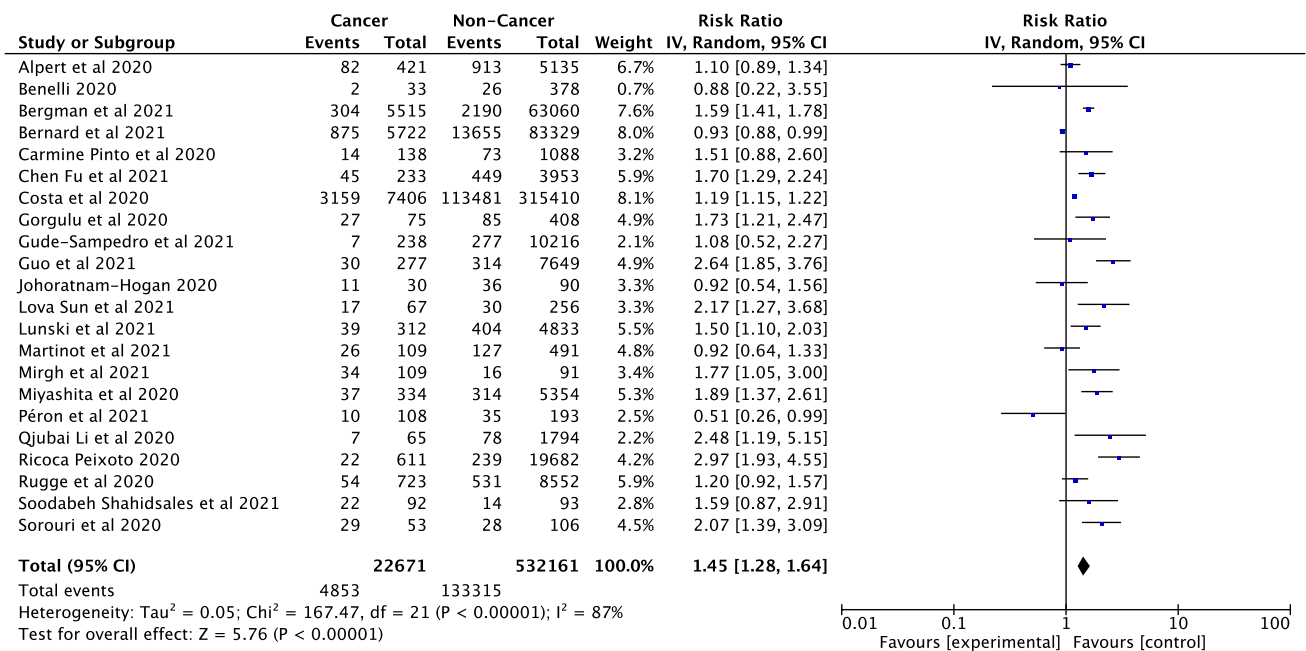 Cancer Non-Cancer Risk Ratio Risk Ratio
Study or Subgroup Events Total Events Total Weight IV, Random, 95% CI IV, Random, 95% CI
Alpert et al 2020 82 421 913 5135 6.7% 1.10 [0.89, 1.34]
Benelli 2020 2 33 26 378 0.7% 0.88 [0.22, 3.55]
Bergman et al 2021 304 5515 2190 63060 7.6% 1.59 [1.41, 1.78]
Bernard et al 2021 875 5722 13655 83329 8.0% 0.93 [0.88, 0.99]
Carmine Pinto et al 2020 14 138 73 1088 3.2% 1.51 [0.88, 2.60]
Chen Fu et al 2021 45 233 449 3953 5.9% 1.70 [1.29, 2.24]
Costa et al 2020 3159 7406 113481 315410 8.1% 1.19 [1.15, 1.22]
Gorgulu et al 2020 27 75 85 408 4.9% 1.73 [1.21, 2.47]
Gude-Sampedro et al 2021 7 238 277 10216 2.1% 1.08 [0.52, 2.27]
Guo et al 2021 30 277 314 7649 4.9% 2.64 [1.85, 3.76]
Johoratnam-Hogan 2020 11 30 36 90 3.3% 0.92 [0.54, 1.56]
Lova Sun et al 2021 17 67 30 256 3.3% 2.17 [1.27, 3.68]
Lunski et al 2021 39 312 404 4833 5.5% 1.50 [1.10, 2.03]
Martinot et al 2021 26 109 127 491 4.8% 0.92 [0.64, 1.33]
Mirgh et al 2021 34 109 16 91 3.4% 1.77 [1.05, 3.00]
Miyashita et al 2020 37 334 314 5354 5.3% 1.89 [1.37, 2.61]
Péron et al 2021 10 108 35 193 2.5% 0.51 [0.26, 0.99]
Qjubai Li et al 2020 7 65 78 1794 2.2% 2.48 [1.19, 5.15]
Ricoca Peixoto 2020 22 611 239 19682 4.2% 2.97 [1.93, 4.55]
Rugge et al 2020 54 723 531 8552 5.9% 1.20 [0.92, 1.57]
Soodabeh Shahidsales et al 2021 22 92 14 93 2.8% 1.59 [0.87, 2.91]
Sorouri et al 2020 29 53 28 106 4.5% 2.07 [1.39, 3.09]
Total (95% CI) 22671 532161 100.0% 1.45 [1.28, 1.64]
Total events 4853 133315
Heterogeneity: Tau² = 0.05; Chi² = 167.47, df = 21 (P < 0.00001); I² = 87%
Test for overall effect: Z = 5.76 (P < 0.00001)
0.01 0.1 1 10 100
Favours [experimental] Favours [control]